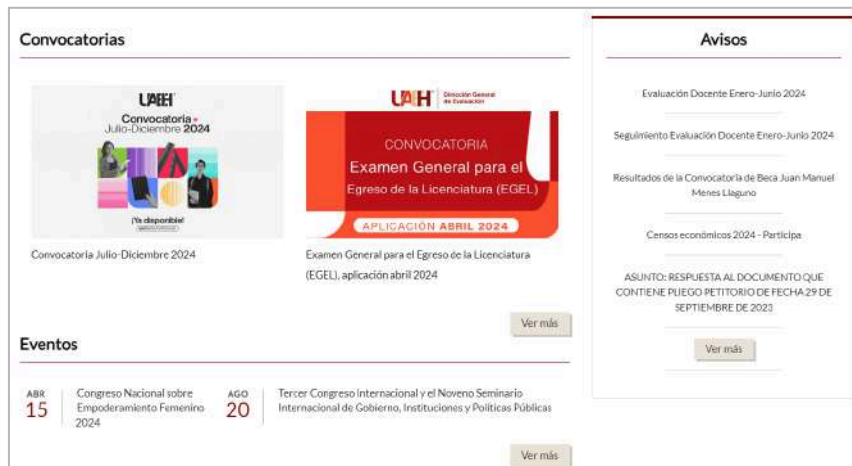 Convocatorias
UAEH
Convocatoria
Julio-Diciembre 2024
¡Ya disponible!
Convocatoria Julio-Diciembre 2024
UAEH
Dirección General
de Evaluación
CONVOCATORIA
Examen General para el
Egreso de la Licenciatura (EGEL)
APLICACIÓN ABRIL 2024
Examen General para el Egreso de la Licenciatura
(EGEL), aplicación abril 2024
Ver más
Eventos
ABR
15
Congreso Nacional sobre
Empoderamiento Femenino
2024
AGO
20
Tercer Congreso Internacional y el Noveno Seminario
Internacional de Gobierno, Instituciones y Políticas Públicas
Ver más
Avisos
Evaluación Docente Enero-Junio 2024
Seguimiento Evaluación Docente Enero-Junio 2024
Resultados de la Convocatoria de Beca Juan Manuel
Menes Llaguno
Censos económicos 2024 - Participa
ASUNTO: RESPUESTA AL DOCUMENTO QUE
CONTIENE PLIEGO PETITORIO DE FECHA 29 DE
SEPTIEMBRE DE 2023
Ver más